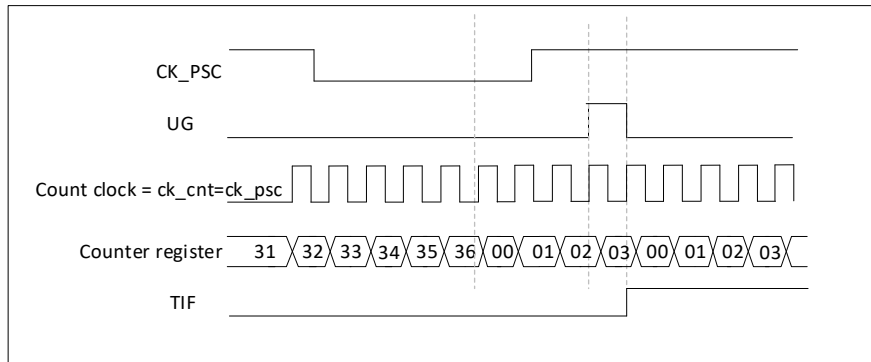 CK_PSC
UG
Count clock = ck_cnt=ck_psc
Counter register 31 32 33 34 35 36 00 01 02 03 00 01 02 03
TIF